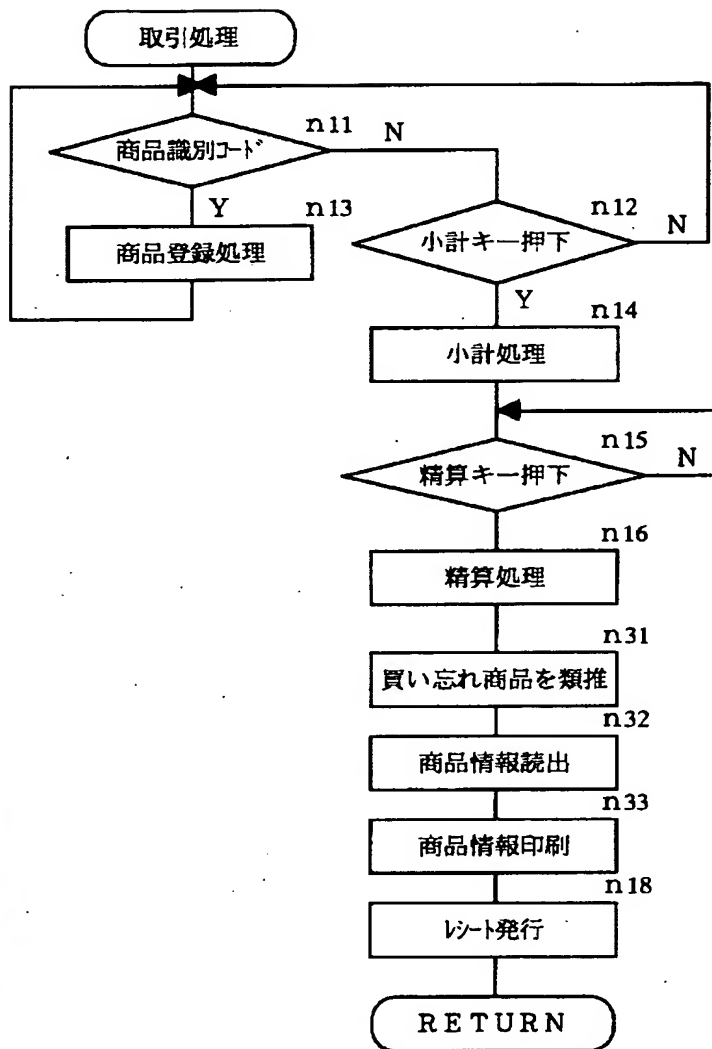 取引処理
n11
商品識別コード
N
Y
n13
商品登録処理
n12
小計キー押下
N
Y
n14
小計処理
n15
精算キー押下
N
n16
精算処理
n31
買い忘れ商品を類推
n32
商品情報読出
n33
商品情報印刷
n18
レシート発行
RETURN